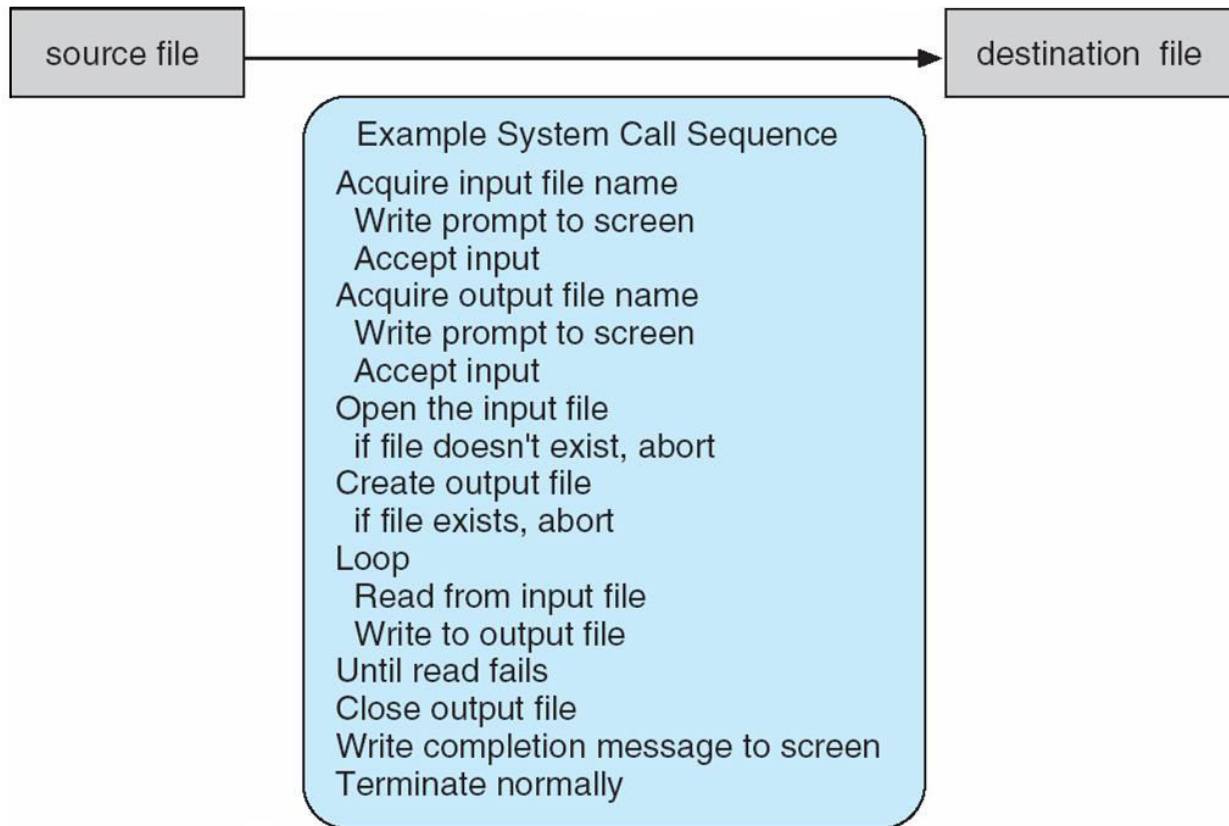 source file
destination file
Example System Call Sequence
Acquire input file name
Write prompt to screen
Accept input
Acquire output file name
Write prompt to screen
Accept input
Open the input file
if file doesn't exist, abort
Create output file
if file exists, abort
Loop
Read from input file
Write to output file
Until read fails
Close output file
Write completion message to screen
Terminate normally